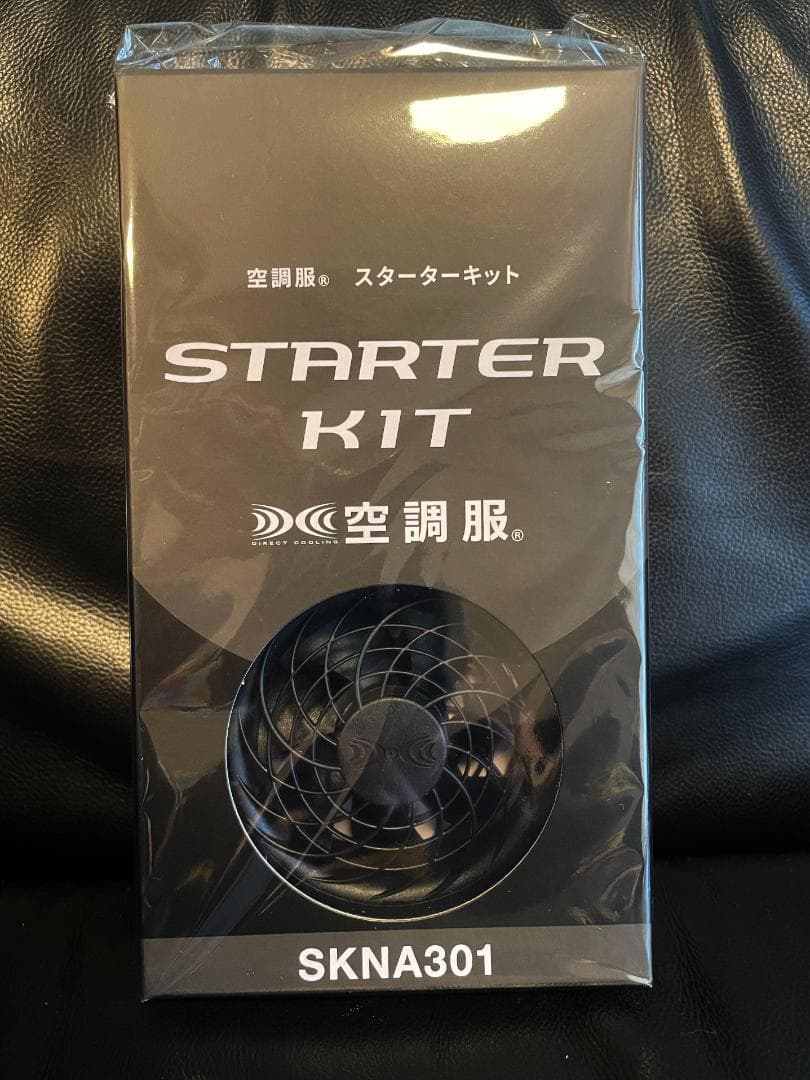 空調服® スターターキット
STARTER
KIT
空調服®
DIRECT COOLING
SKNA301